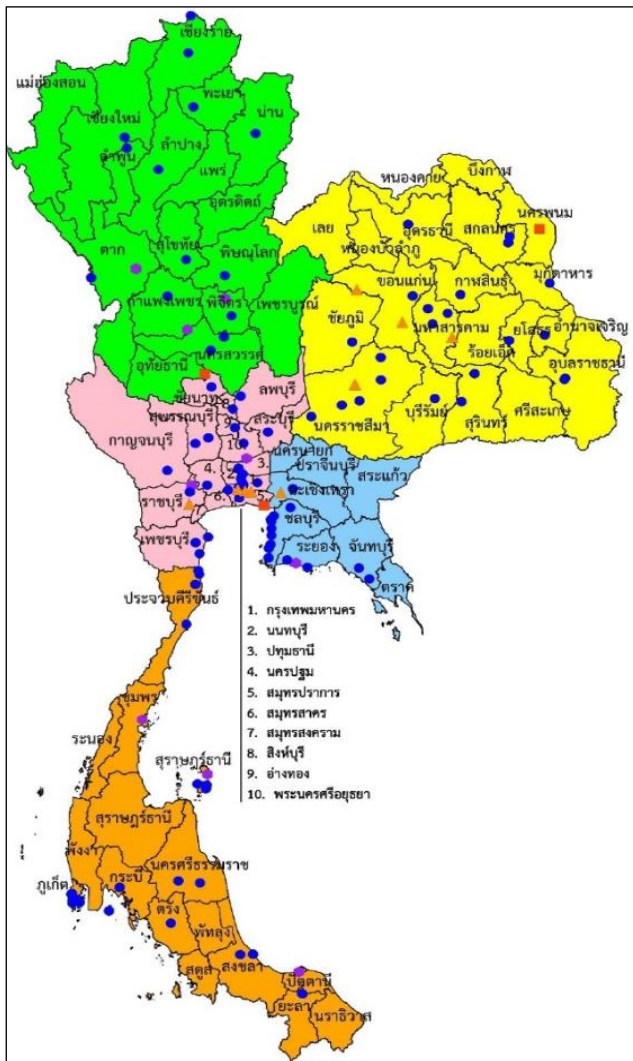 เชียงราย
แม่ฮ่องสอน
พะเยา
น่าน
เชียงใหม่
ลำปาง
ลำพูน
แพร่
อุตรดิตถ์
ตาก
สุโขทัย
พิษณุโลก
กำแพงเพชร
พิจิตร
เพชรบูรณ์
นครสวรรค์
อุทัยธานี
บึงกาฬ
หนองคาย
นครพนม
เลย
อุดรธานี
สกลนคร
หนองบัวลำภู
มุกดาหาร
ขอนแก่น
กาฬสินธุ์
ชัยภูมิ
มหาสารคาม
ยโสธร
อำนาจเจริญ
ร้อยเอ็ด
อุบลราชธานี
นครราชสีมา
บุรีรัมย์
สุรินทร์
ศรีสะเกษ
ชัยนาท
ลพบุรี
8.
สุพรรณบุรี
สระบุรี
9.
กาญจนบุรี
10.
นครนายก
ปราจีนบุรี
4.
2.
3.
สระแก้ว
ฉะเชิงเทรา
ราชบุรี
6.
5.
ชลบุรี
เพชรบุรี
ระยอง
จันทบุรี
ตราด
ประจวบคีรีขันธ์
1. กรุงเทพมหานคร
2. นนทบุรี
3. ปทุมธานี
4. นครปฐม
5. สมุทรปราการ
6. สมุทรสาคร
7. สมุทรสงคราม
8. สิงห์บุรี
9. อ่างทอง
10. พระนครศรีอยุธยา
ชุมพร
ระนอง
สุราษฎร์ธานี
สุราษฎร์ธานี
พังงา
นครศรีธรรมราช
กระบี่
ภูเก็ต
ตรัง
พัทลุง
สตูล
สงขลา
ปัตตานี
ยะลา
นราธิวาส